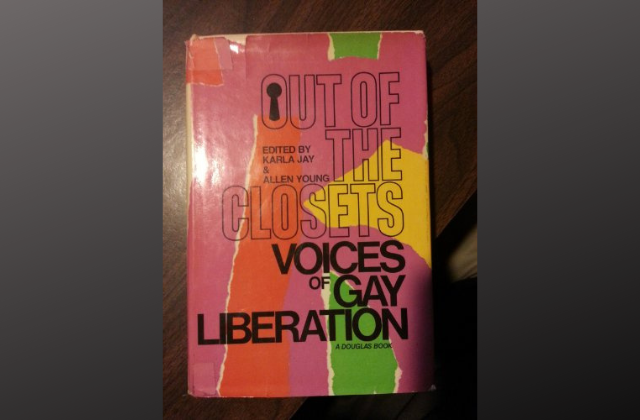 OUT OF
THE
EDITED BY
KARLA JAY
&
ALLEN YOUNG
CLOSETS
VOICES
OF GAY
LIBERATION
A DOUGLAS BOOK